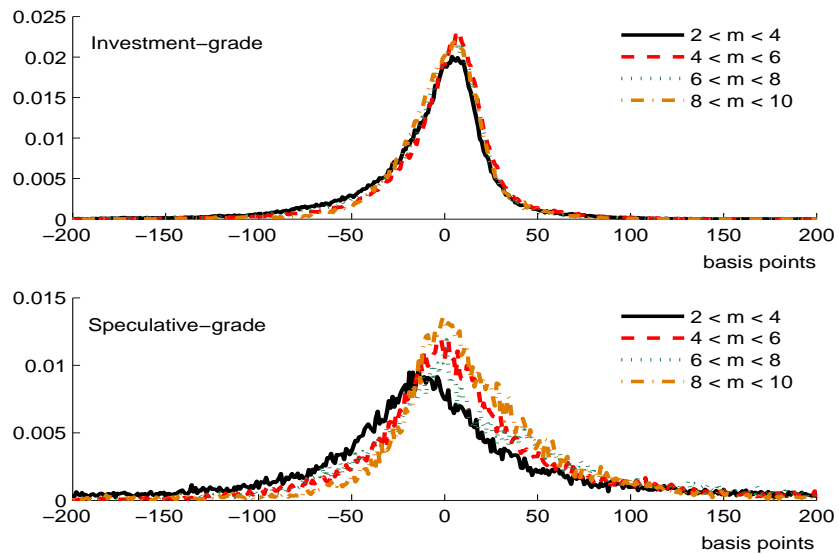 0.025
0.02
0.015
0.01
0.005
0
Investment−grade
2 < m < 4
4 < m < 6
6 < m < 8
8 < m < 10
−200 −150 −100 −50 0 50 100 150 200
basis points
0.015
0.01
0.005
0
Speculative−grade
2 < m < 4
4 < m < 6
6 < m < 8
8 < m < 10
−200 −150 −100 −50 0 50 100 150 200
basis points